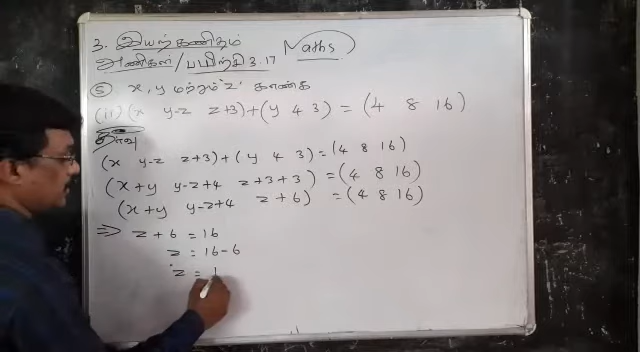 3. இயற்கணிதம் Maths
அணிகள்/பயிற்சி 3.17
⑤ x, y மற்றும் z காண்க
(ii) (x y-z z+3)+(y 4 3) = (4 8 16)
தீர்வு
(x y-z z+3)+(y 4 3)=(4 8 16)
(x+y y-z+4 z+3+3) =(4 8 16)
(x+y y-z+4 z+6) =(4 8 16)
⇒ z+6 = 16
z = 16-6
z = 1